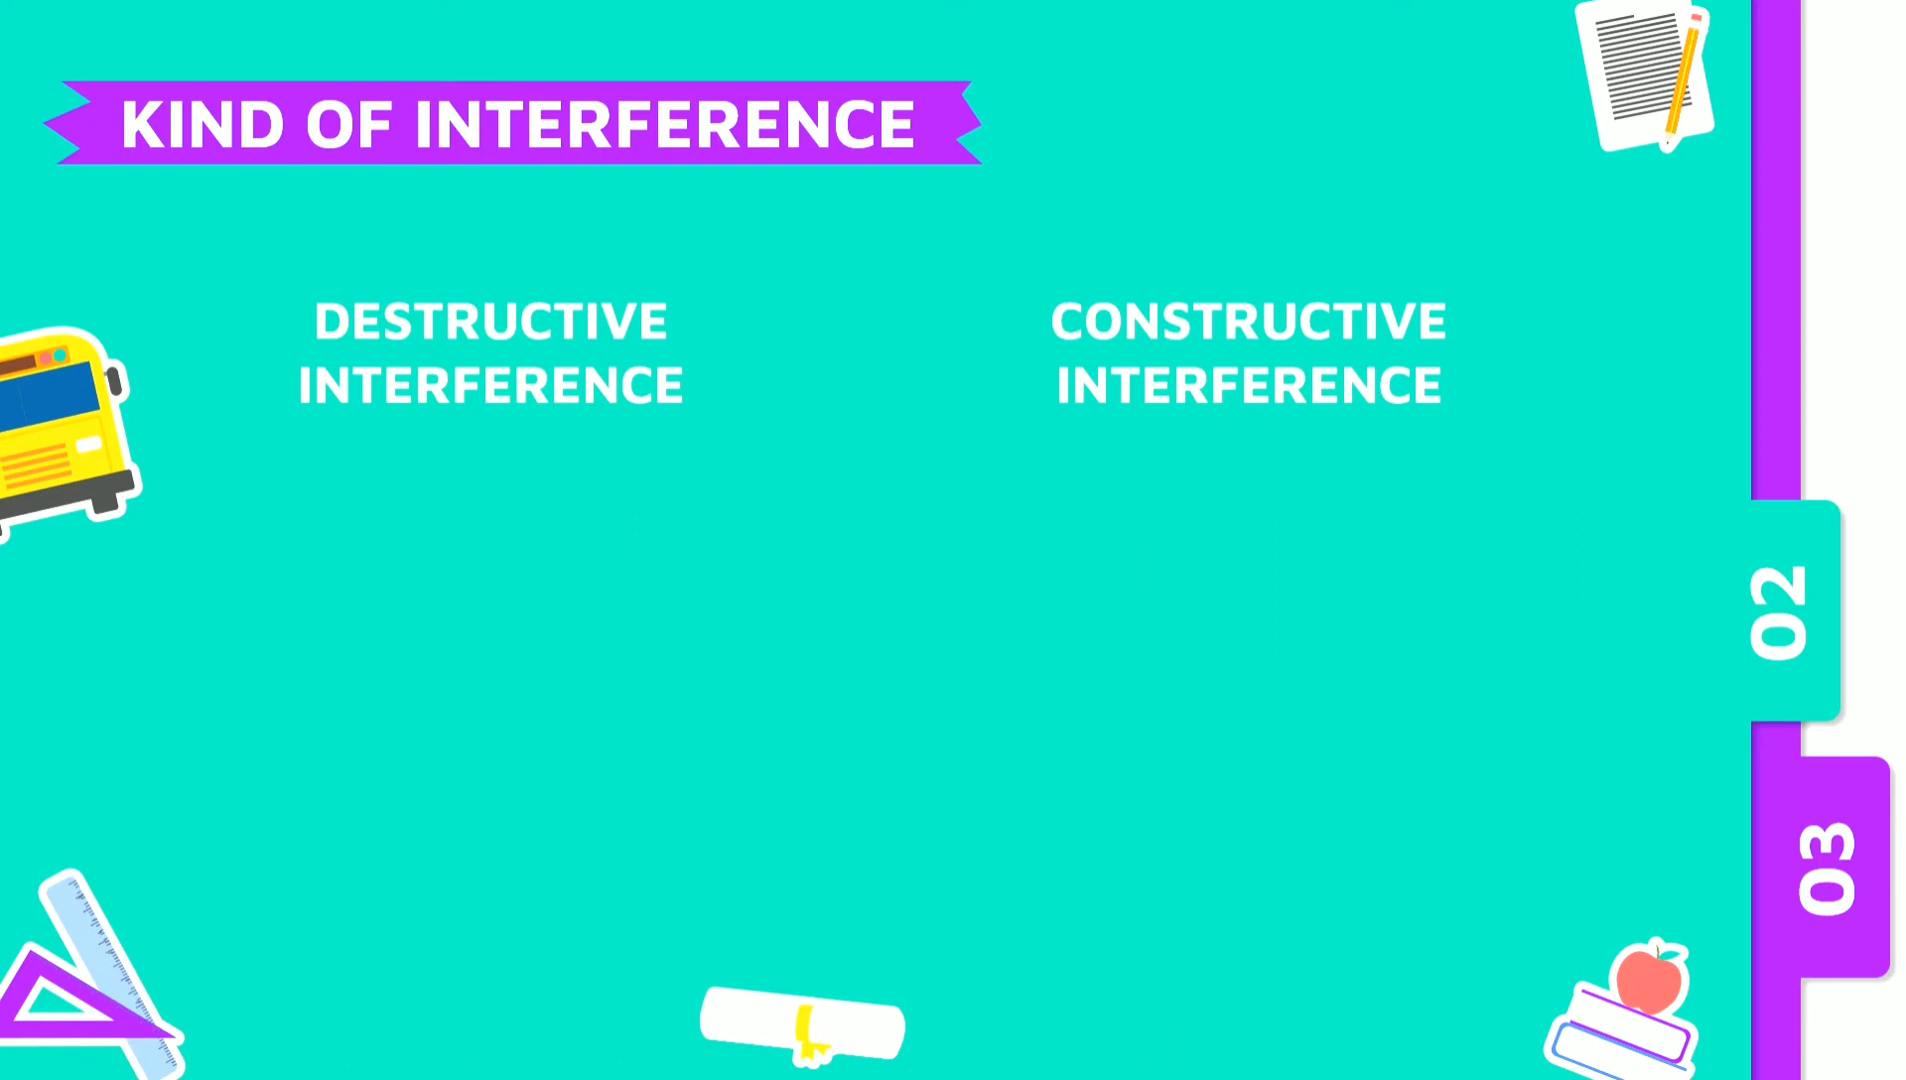 KIND OF INTERFERENCE
DESTRUCTIVE
INTERFERENCE
CONSTRUCTIVE
INTERFERENCE
02
03